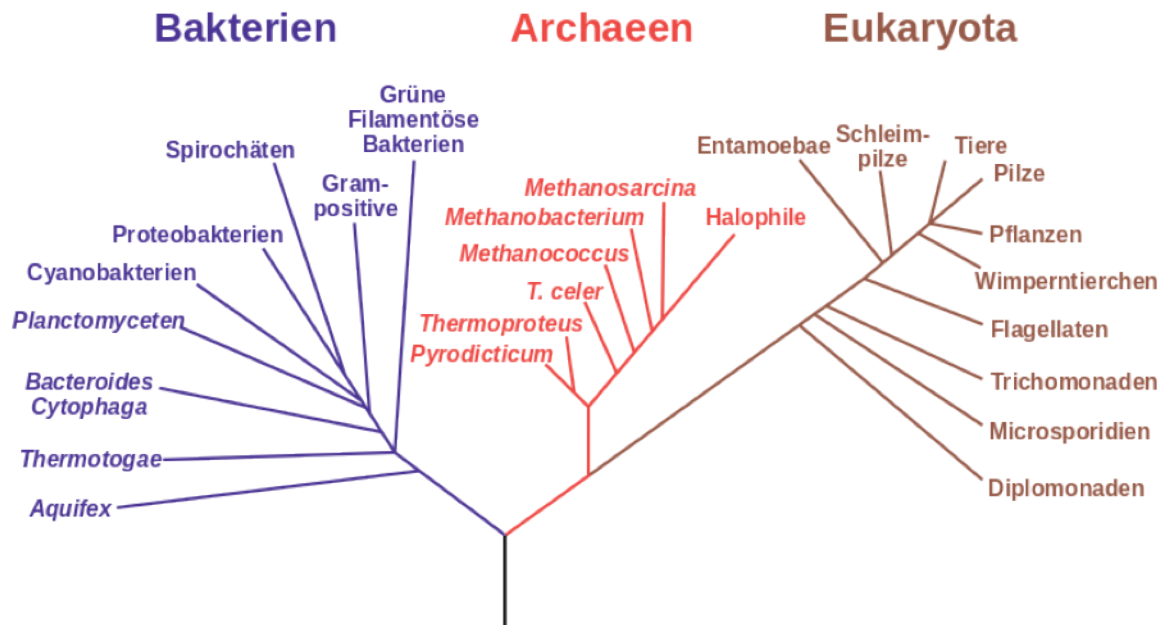 Bakterien
Archaeen
Eukaryota
Grüne
Filamentöse
Bakterien
Spirochäten
Gram-
positive
Proteobakterien
Cyanobakterien
Planctomyceten
Bacteroides
Cytophaga
Thermotogae
Aquifex
Methanosarcina
Methanobacterium
Halophile
Methanococcus
T. celer
Thermoproteus
Pyrodicticum
Entamoebae
Schleim-
pilze
Tiere
Pilze
Pflanzen
Wimperntierchen
Flagellaten
Trichomonaden
Microsporidien
Diplomonaden